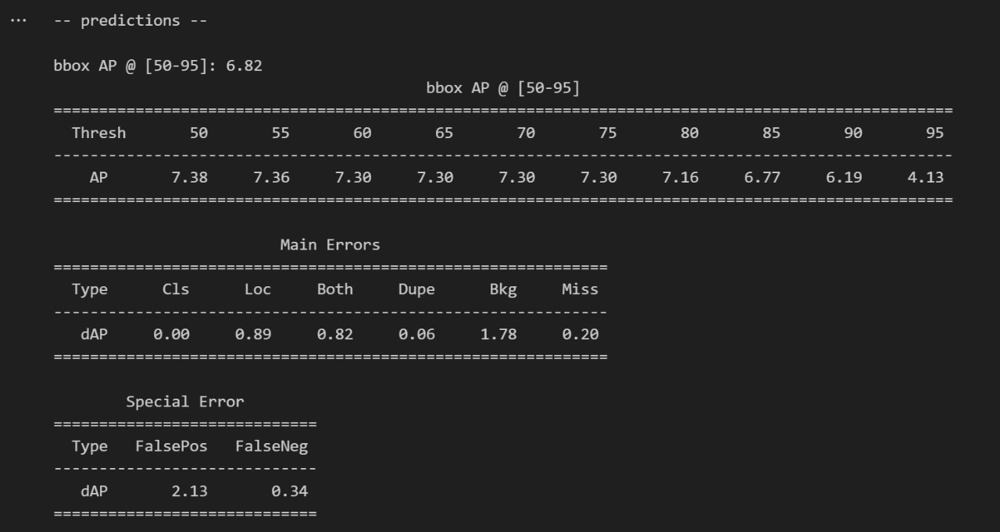 ... -- predictions --
bbox AP @ [50-95]: 6.82
bbox AP @ [50-95]
===================================================================================================
Thresh 50 55 60 65 70 75 80 85 90 95
---------------------------------------------------------------------------------------------------
AP 7.38 7.36 7.30 7.30 7.30 7.30 7.16 6.77 6.19 4.13
===================================================================================================
Main Errors
=============================================================
Type Cls Loc Both Dupe Bkg Miss
-------------------------------------------------------------
dAP 0.00 0.89 0.82 0.06 1.78 0.20
=============================================================
Special Error
=============================
Type FalsePos FalseNeg
-----------------------------
dAP 2.13 0.34
=============================